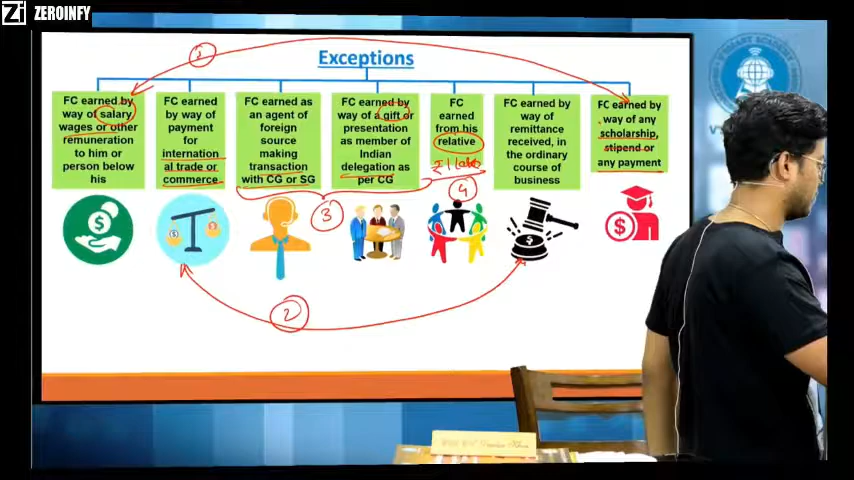 Zi ZEROINFY
Exceptions
FC earned by
way of salary
wages or other
remuneration
to him or
person below
his
FC earned
by way of
payment
for
internation
al trade or
commerce
FC earned as
an agent of
foreign
source
making
transaction
with CG or SG
FC earned by
way of a gift or
presentation
as member of
Indian
delegation as
per CG
FC
earned
from his
relative
₹1 lakh
FC earned by
way of
remittance
received, in
the ordinary
course of
business
FC earned by
way of any
scholarship,
stipend or
any payment
3
4
2